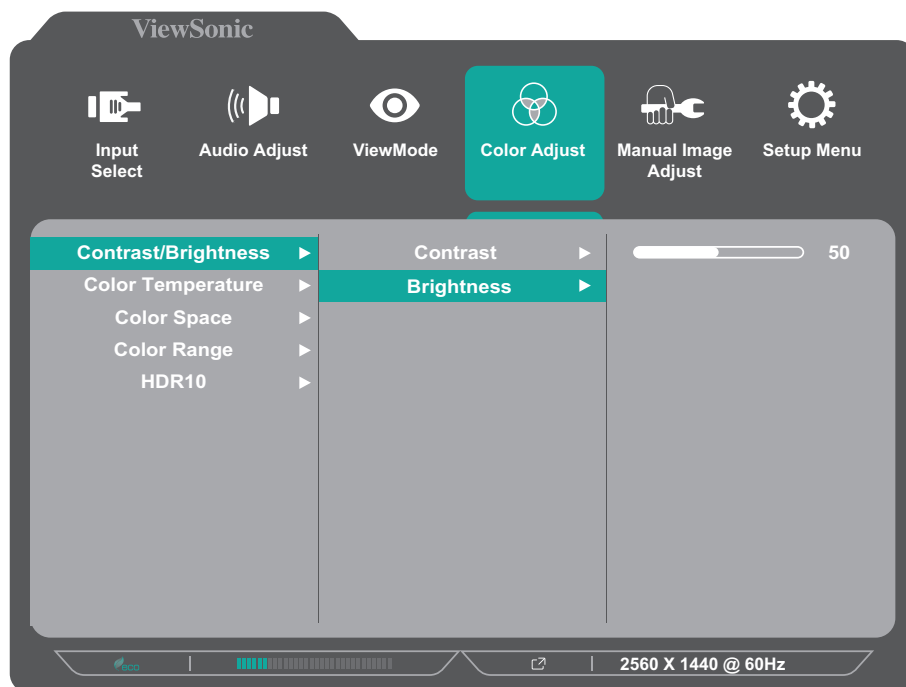 ViewSonic
Input Select
Audio Adjust
ViewMode
Color Adjust
Manual Image Adjust
Setup Menu
Contrast/Brightness
Color Temperature
Color Space
Color Range
HDR10
Contrast
Brightness
50
eco
2560 X 1440 @ 60Hz